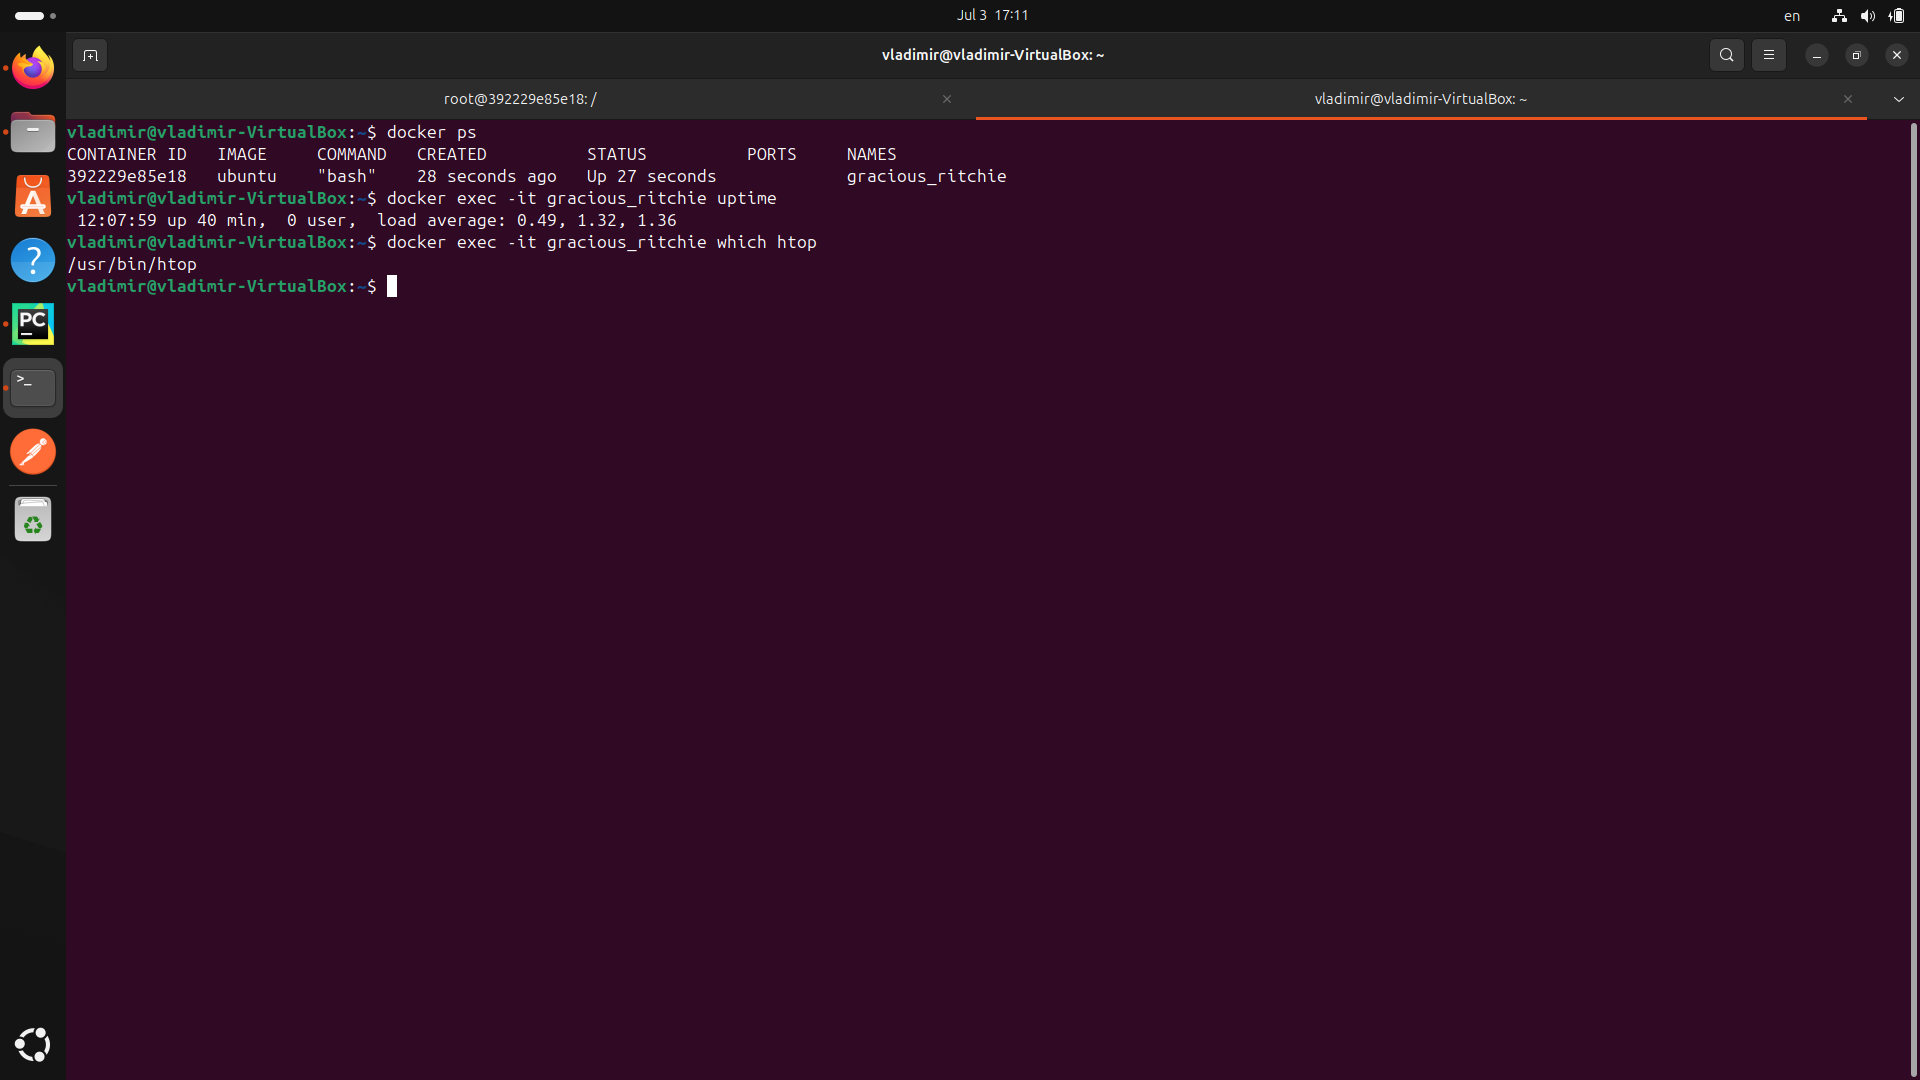 Jul 3 17:11
en
vladimir@vladimir-VirtualBox: ~
root@392229e85e18: /
vladimir@vladimir-VirtualBox: ~
vladimir@vladimir-VirtualBox:~$ docker ps
CONTAINER ID   IMAGE     COMMAND   CREATED          STATUS          PORTS     NAMES
392229e85e18   ubuntu    "bash"    28 seconds ago   Up 27 seconds             gracious_ritchie
vladimir@vladimir-VirtualBox:~$ docker exec -it gracious_ritchie uptime
 12:07:59 up 40 min,  0 user,  load average: 0.49, 1.32, 1.36
vladimir@vladimir-VirtualBox:~$ docker exec -it gracious_ritchie which htop
/usr/bin/htop
vladimir@vladimir-VirtualBox:~$
PC
>_